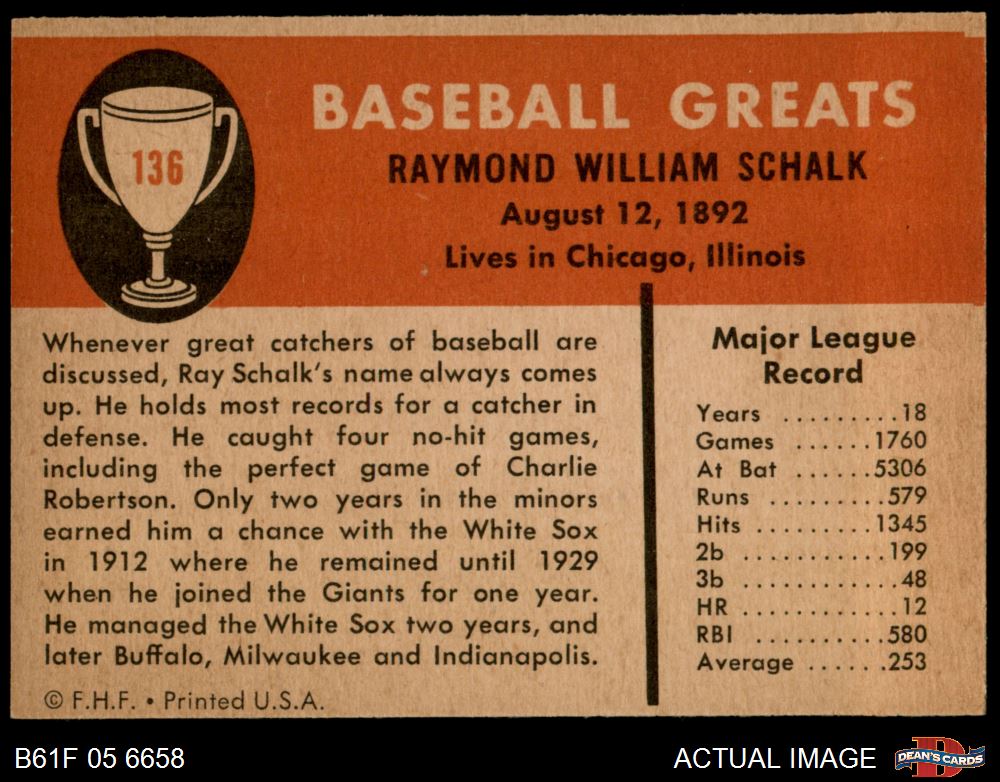 136
BASEBALL GREATS
RAYMOND WILLIAM SCHALK
August 12, 1892
Lives in Chicago, Illinois
Whenever great catchers of baseball are
discussed, Ray Schalk's name always comes
up. He holds most records for a catcher in
defense. He caught four no-hit games,
including the perfect game of Charlie
Robertson. Only two years in the minors
earned him a chance with the White Sox
in 1912 where he remained until 1929
when he joined the Giants for one year.
He managed the White Sox two years, and
later Buffalo, Milwaukee and Indianapolis.
© F.H.F. • Printed U.S.A.
Major League
Record
Years .........18
Games ......1760
At Bat ......5306
Runs .........579
Hits .........1345
2b ...........199
3b ............48
HR ............12
RBI ..........580
Average ......253
B61F 05 6658
ACTUAL IMAGE
D
DEAN'S CARDS